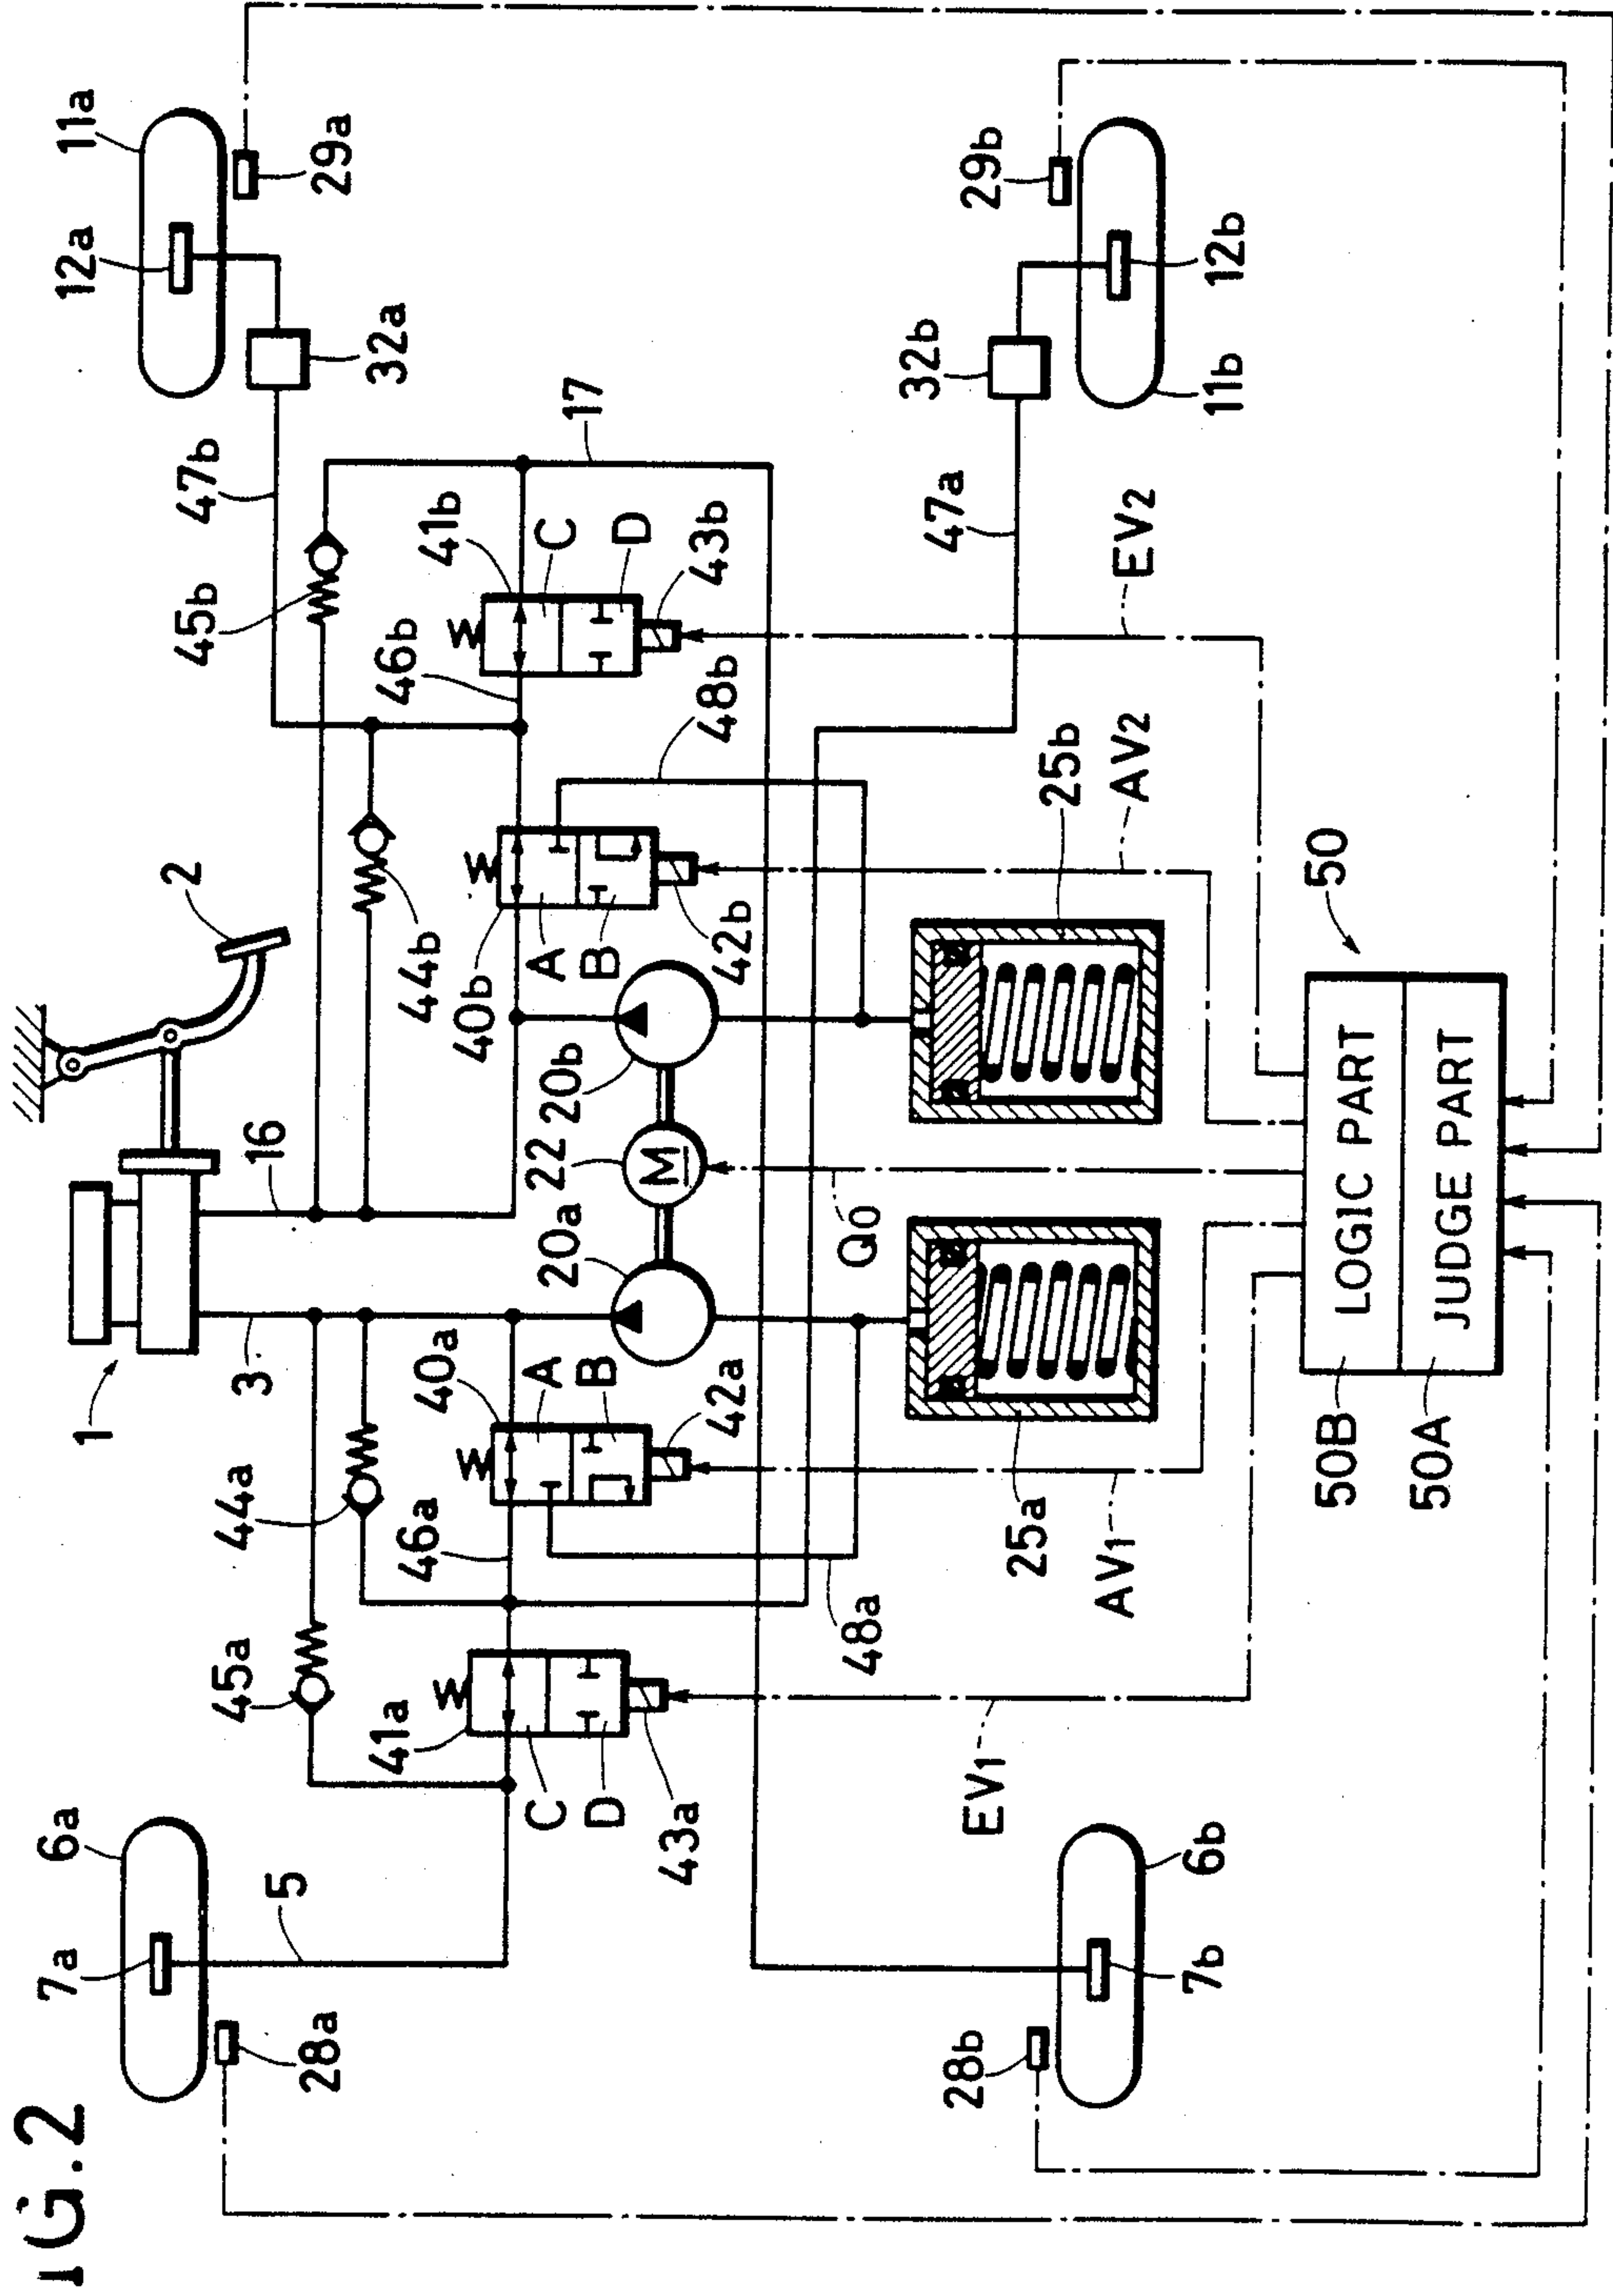 IG.2
6a
7a
28a
5
45a
44a
1
3
16
2
44b
45b
47b
12a
11a
29a
32a
17
41a
C
D
43a
46a
40a
A
B
42a
20a
22
M
20b
40b
A
B
42b
46b
41b
C
D
43b
48a
48b
47a
32b
12b
11b
29b
28b
6b
7b
EV1
AV1
25a
Q0
25b
AV2
EV2
50
50B
LOGIC PART
50A
JUDGE PART